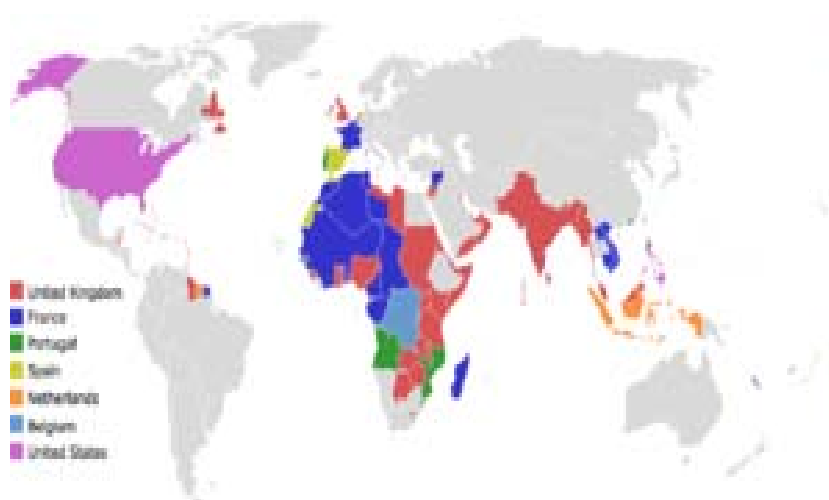 United Kingdom
France
Portugal
Spain
Netherlands
Belgium
United States